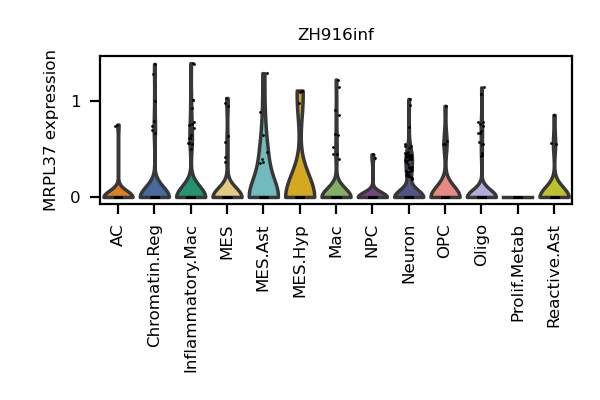 ZH916inf
MRPL37 expression
1
0
AC
Chromatin.Reg
Inflammatory.Mac
MES
MES.Ast
MES.Hyp
Mac
NPC
Neuron
OPC
Oligo
Prolif.Metab
Reactive.Ast